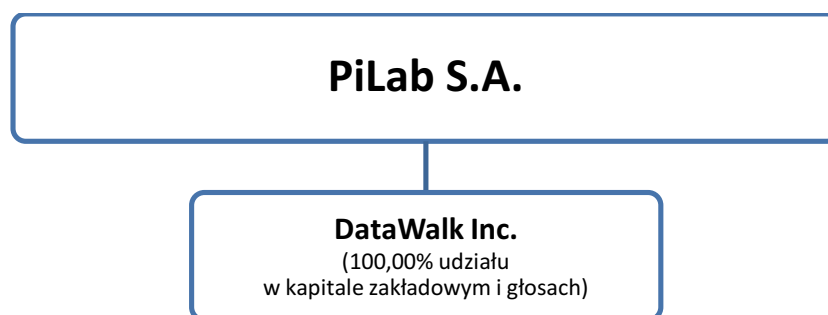 PiLab S.A.
DataWalk Inc.
(100,00% udziału
w kapitale zakładowym i głosach)